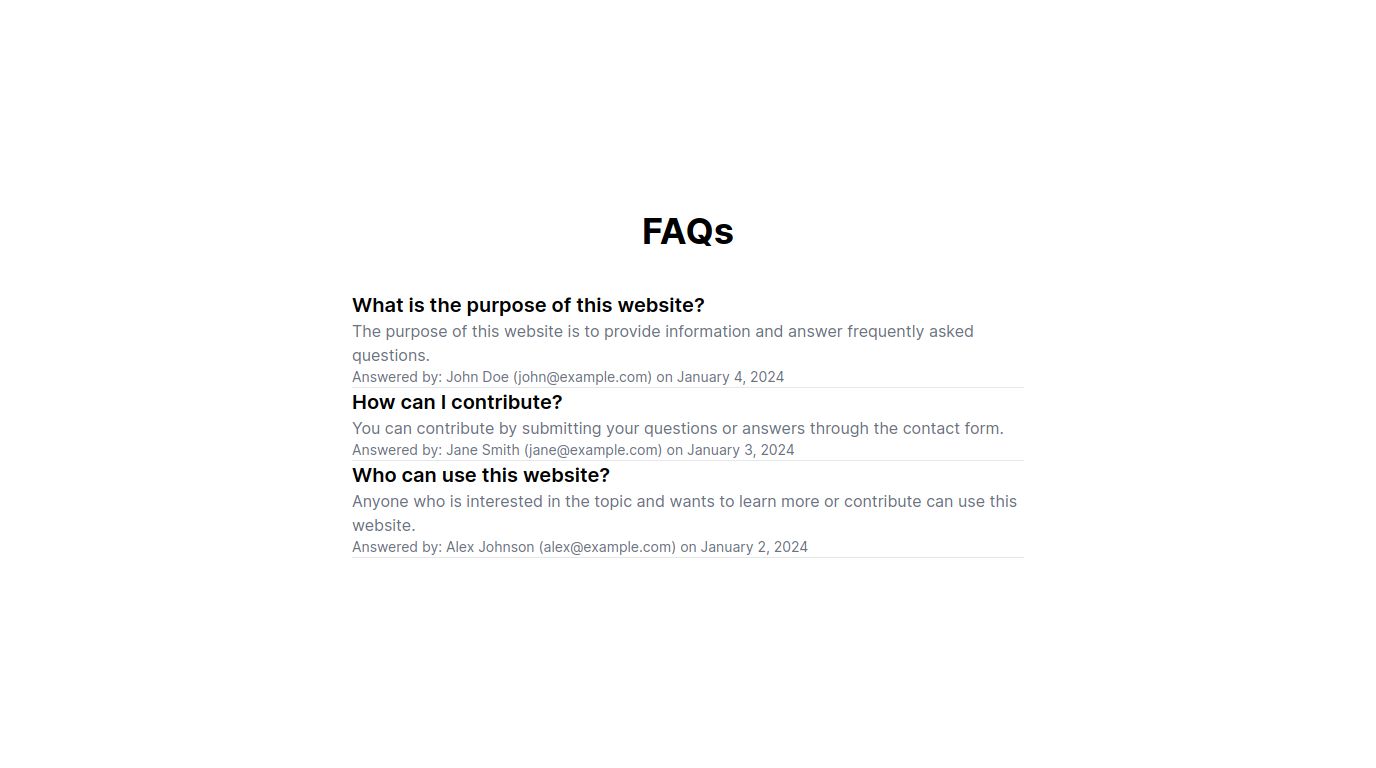 FAQs
What is the purpose of this website?
The purpose of this website is to provide information and answer frequently asked
questions.
Answered by: John Doe (john@example.com) on January 4, 2024
How can I contribute?
You can contribute by submitting your questions or answers through the contact form.
Answered by: Jane Smith (jane@example.com) on January 3, 2024
Who can use this website?
Anyone who is interested in the topic and wants to learn more or contribute can use this
website.
Answered by: Alex Johnson (alex@example.com) on January 2, 2024